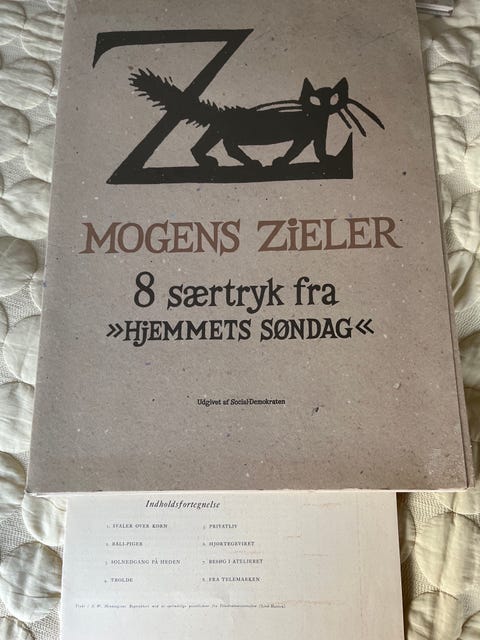 Z
MOGENS ZiELER
8 særtryk fra
»HjEMMETS SØNDAG«
Udgivet af Social-Demokraten
Indholdsfortegnelse
1. SVALER OVER KORN
2. BALI-PIGER
3. SOLNEDGANG PÅ HEDEN
4. TROLDE
5. PRIVATLIV
6. HJORTEGEVIRET
7. BESØG I ATELIERET
8. FRA TELEMARKEN